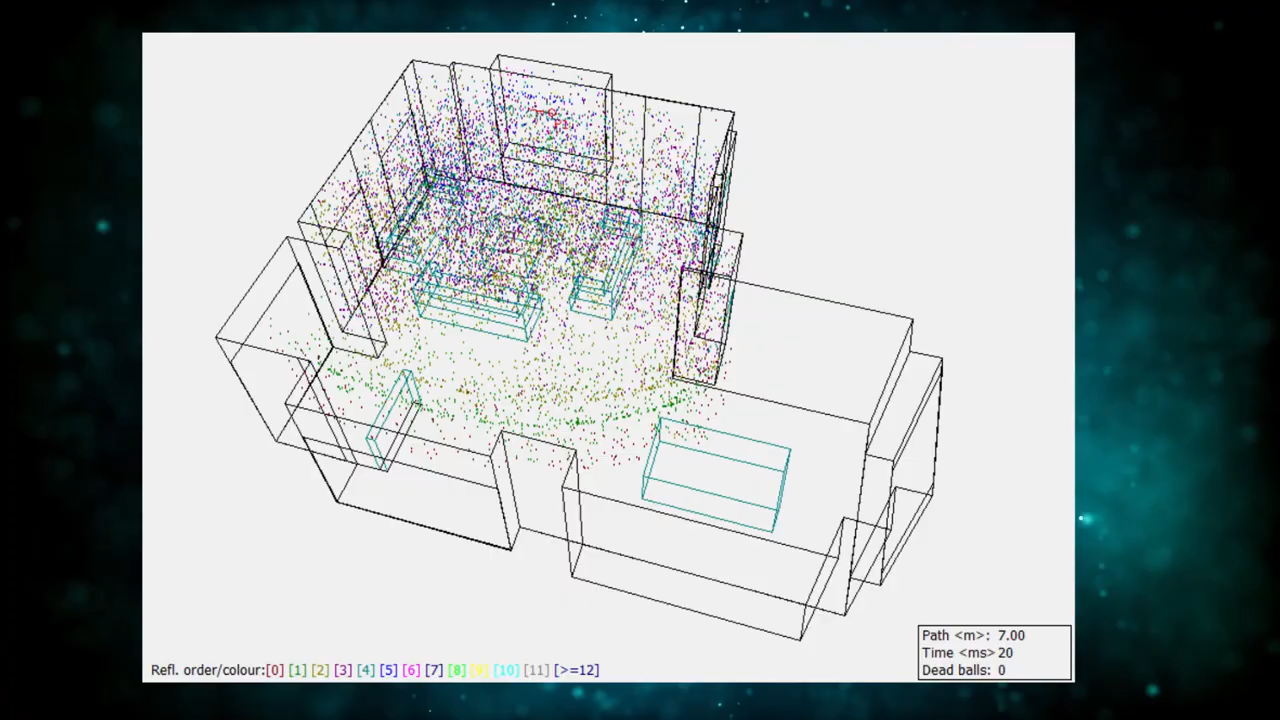 Refl. order/colour:[0] [1] [2] [3] [4] [5] [6] [7] [8] [9] [10] [11] [>=12]
Path <m>: 7.00
Time <ms> 20
Dead balls: 0